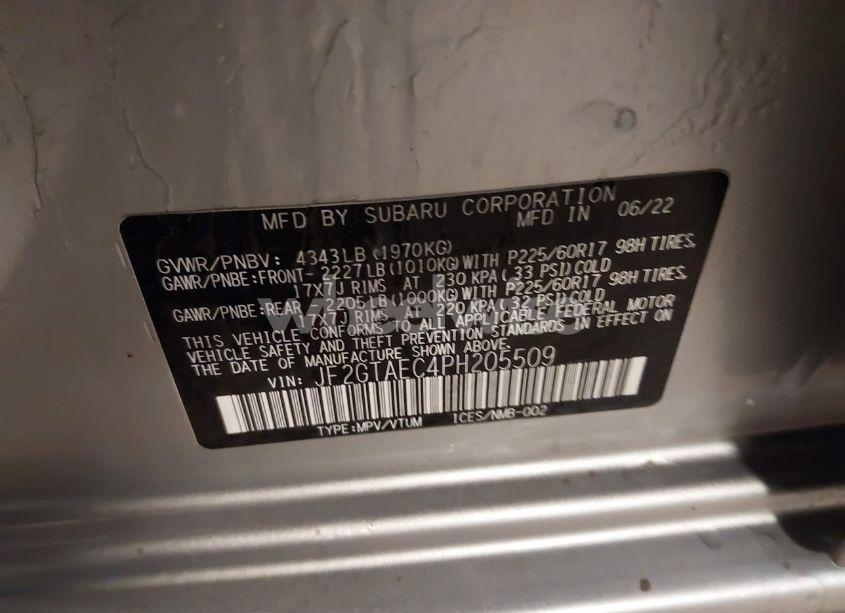 MFD BY SUBARU CORPORATION
MFD IN 06/22
GVWR/PNBV: 4343LB (1970KG)
GAWR/PNBE:FRONT- 2227LB (1010KG) WITH P225/60R17 98H TIRES,
17X7J RIMS AT 230 KPA ( 33 PSI) COLD
GAWR/PNBE:REAR - 2205LB (1000KG) WITH P225/60R17 98H TIRES,
17X7J RIMS AT 220 KPA ( 32 PSI) COLD
THIS VEHICLE CONFORMS TO ALL APPLICABLE FEDERAL MOTOR
VEHICLE SAFETY AND THEFT PREVENTION STANDARDS IN EFFECT ON
THE DATE OF MANUFACTURE SHOWN ABOVE.
VIN: JF2GTAEC4PH205509
TYPE:MPV/VTUM ICES/NMB-002